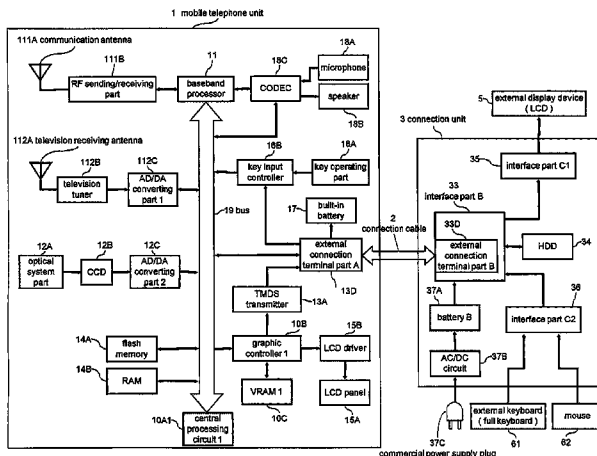 1 mobile telephone unit
111A communication antenna
111B
RF sending/receiving
part
11
baseband
processor
18C
CODEC
18A
microphone
speaker
18B
112A television receiving antenna
112B
television
tuner
112C
AD/DA
converting
part 1
16B
key input
controller
16A
key operating
part
19 bus
17
built-in
battery
12A
optical
system
part
12B
CCD
12C
AD/DA
converting
part 2
external
connection
terminal part A
13D
2
connection
cable
TMDS
transmitter
13A
14A
flash
memory
14B
RAM
10B
graphic
controller 1
15B
LCD driver
VRAM 1
10C
LCD panel
15A
10A1
central
processing
circuit 1
5
external display device
( LCD )
3 connection unit
35
interface part C1
33
interface part B
33D
external connection
terminal part B
HDD
34
37A
battery B
36
interface part C2
AC/DC
circuit
37B
37C
commercial power supply plug
external keyboard
( full keyboard )
61
mouse
62